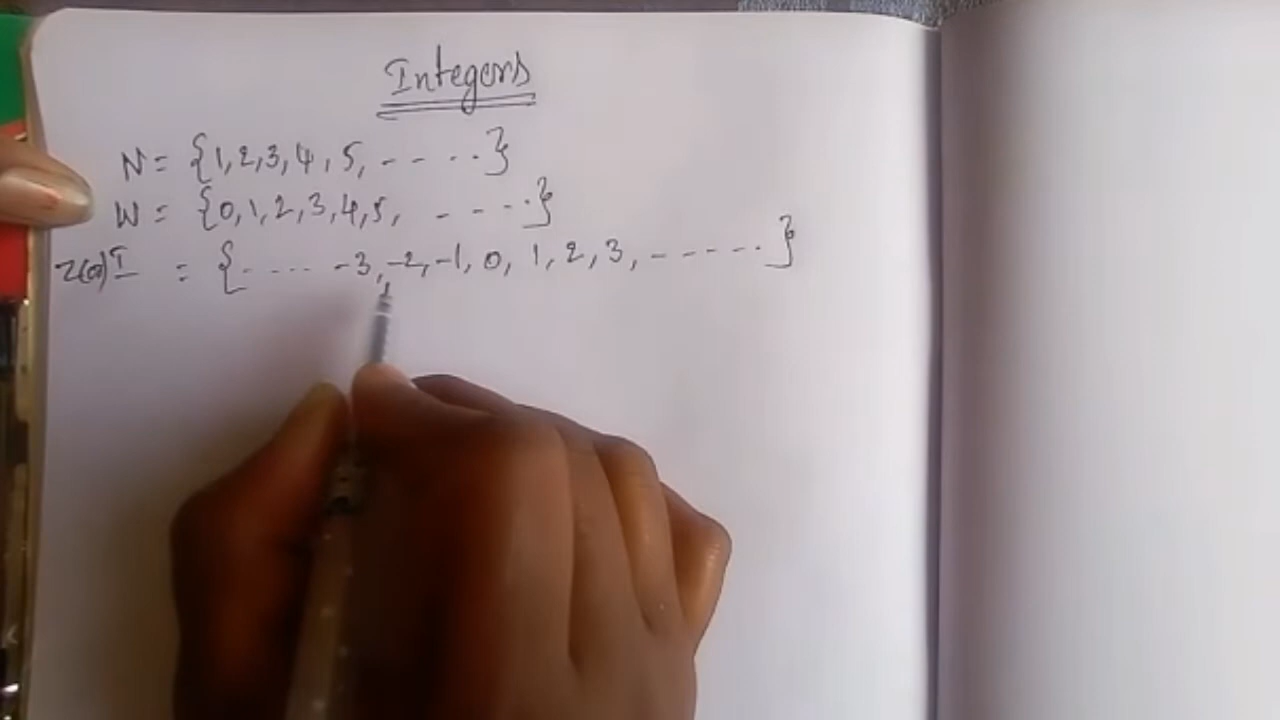 Integers
N = {1,2,3,4,5, - - - - }
W = {0,1,2,3,4,5, - - - - }
Z(or) I = {- - - - -3,-2,-1,0,1,2,3, - - - - - }